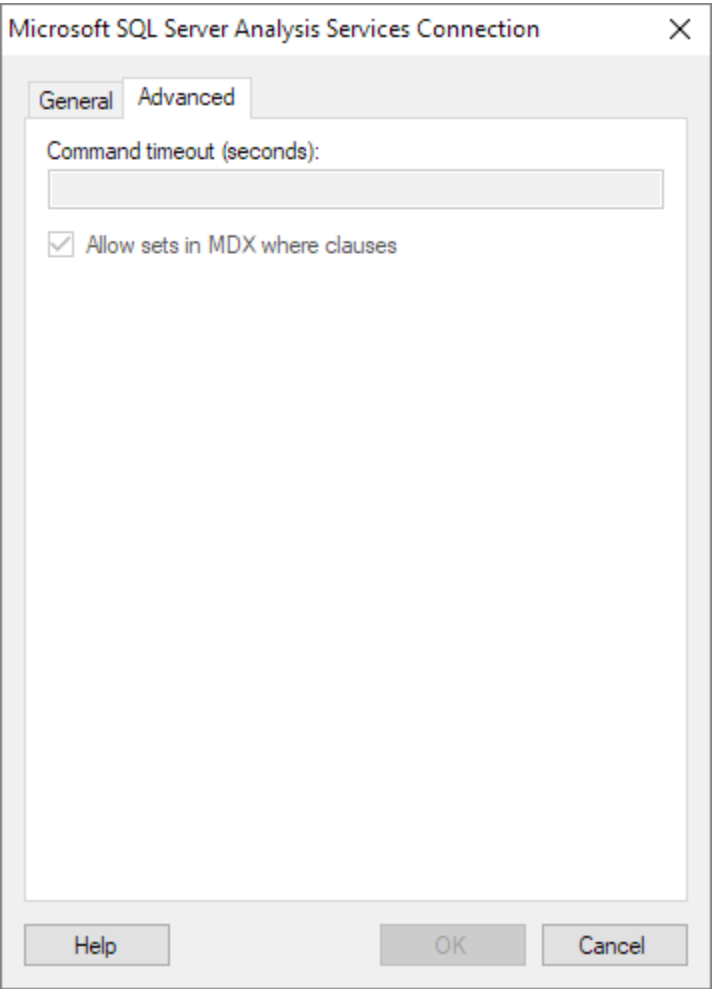 Microsoft SQL Server Analysis Services Connection
General Advanced
Command timeout (seconds):
Allow sets in MDX where clauses
Help OK Cancel